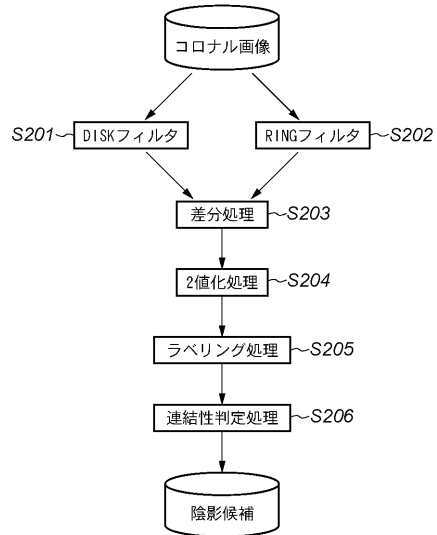 コロナル画像
S201 DISKフィルタ RINGフィルタ S202
差分処理 S203
2値化処理 S204
ラベリング処理 S205
連結性判定処理 S206
陰影候補